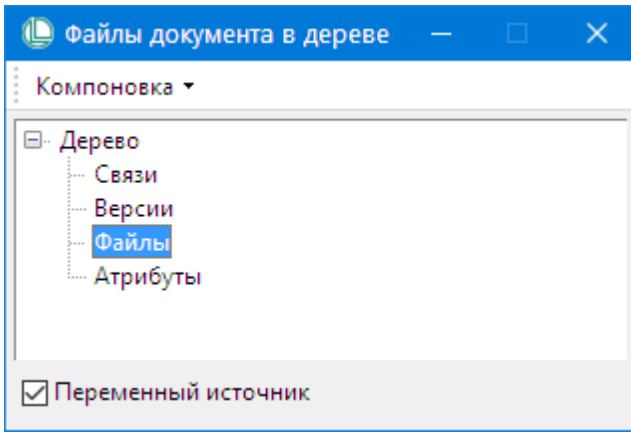 Файлы документа в дереве
Компоновка
Дерево
Связи
Версии
Файлы
Атрибуты
Переменный источник